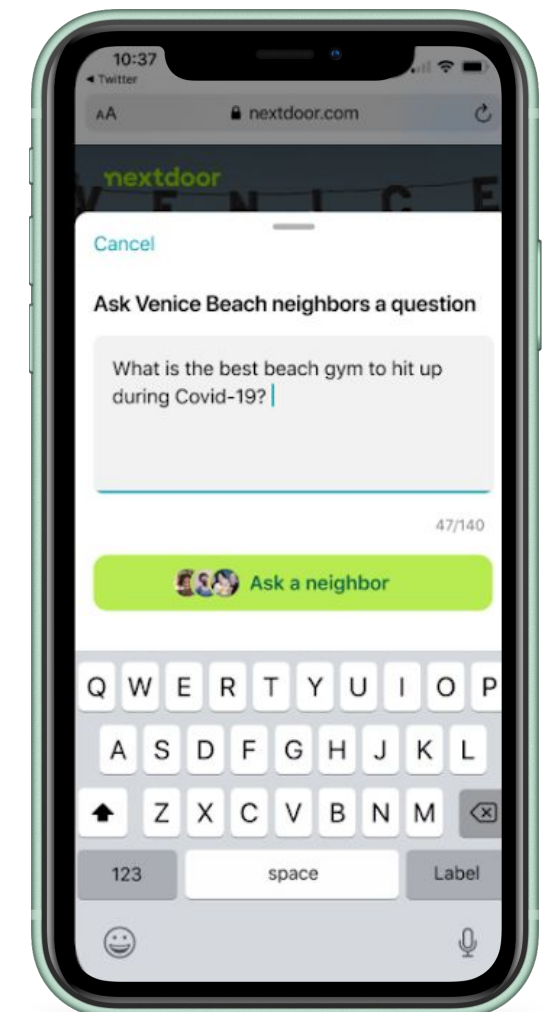 10:37
◀ Twitter
AA nextdoor.com
nextdoor
V E N I C E
Cancel
Ask Venice Beach neighbors a question
What is the best beach gym to hit up
during Covid-19?
47/140
Ask a neighbor
Q W E R T Y U I O P
A S D F G H J K L
Z X C V B N M
123 space Label